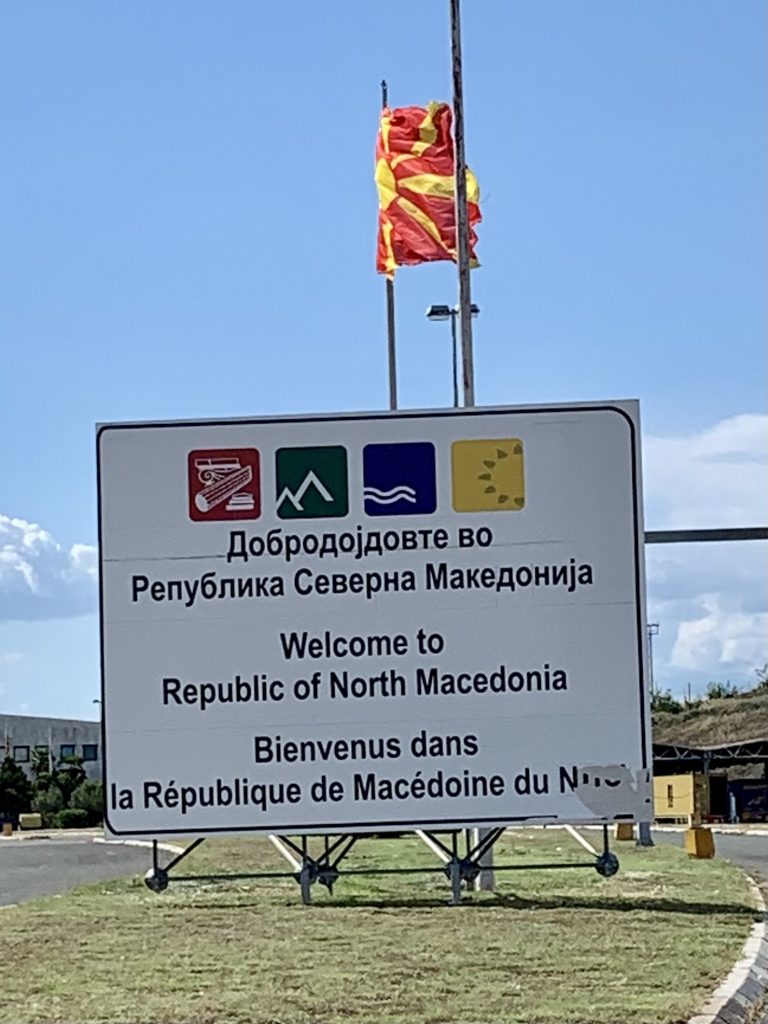 Добродојдовте во
Република Северна Македонија
Welcome to
Republic of North Macedonia
Bienvenus dans
la République de Macédoine du